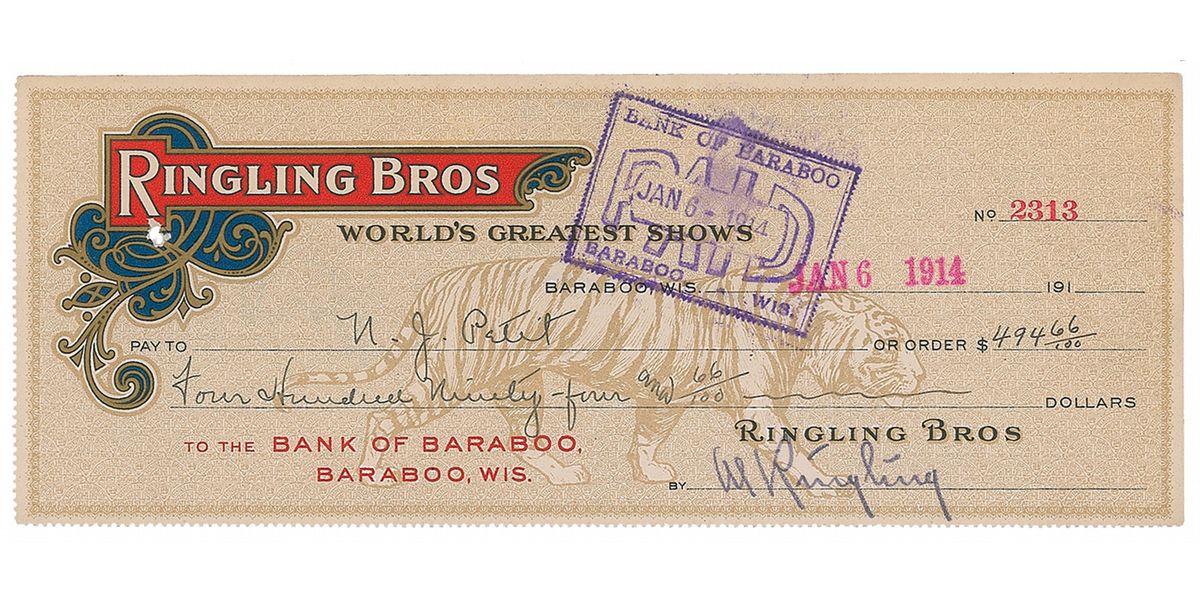 RINGLING BROS
WORLD'S GREATEST SHOWS
BANK OF BARABOO
PAID
JAN 6 - 1914
BARABOO WIS.
No 2313
BARABOO, WIS. JAN 6 1914 191
PAY TO N. J. Petit OR ORDER $ 494 66/100
Four Hundred Ninety-four and 66/100 DOLLARS
RINGLING BROS
TO THE BANK OF BARABOO,
BARABOO, WIS.
BY Al Ringling